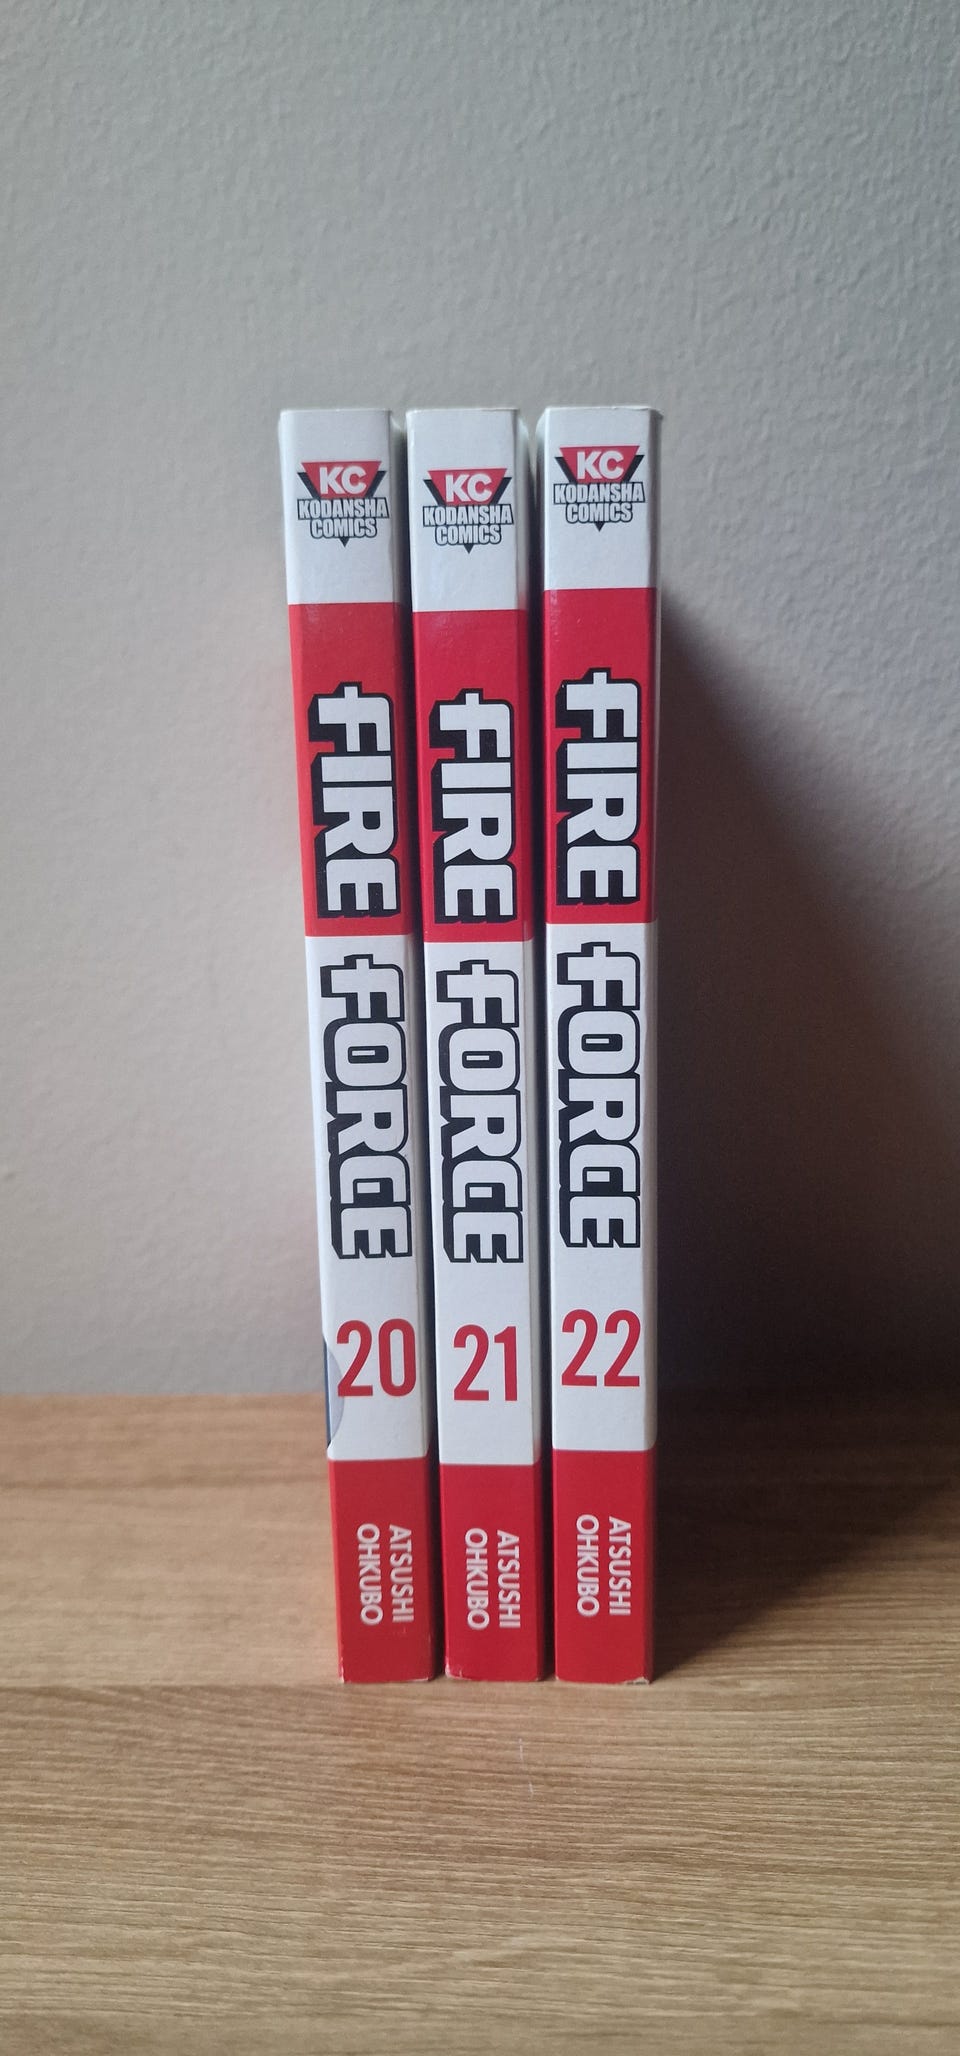 KC
KODANSHA
COMICS
FIRE FORCE
20
ATSUSHI
OHKUBO
KC
KODANSHA
COMICS
FIRE FORCE
21
ATSUSHI
OHKUBO
KC
KODANSHA
COMICS
FIRE FORCE
22
ATSUSHI
OHKUBO